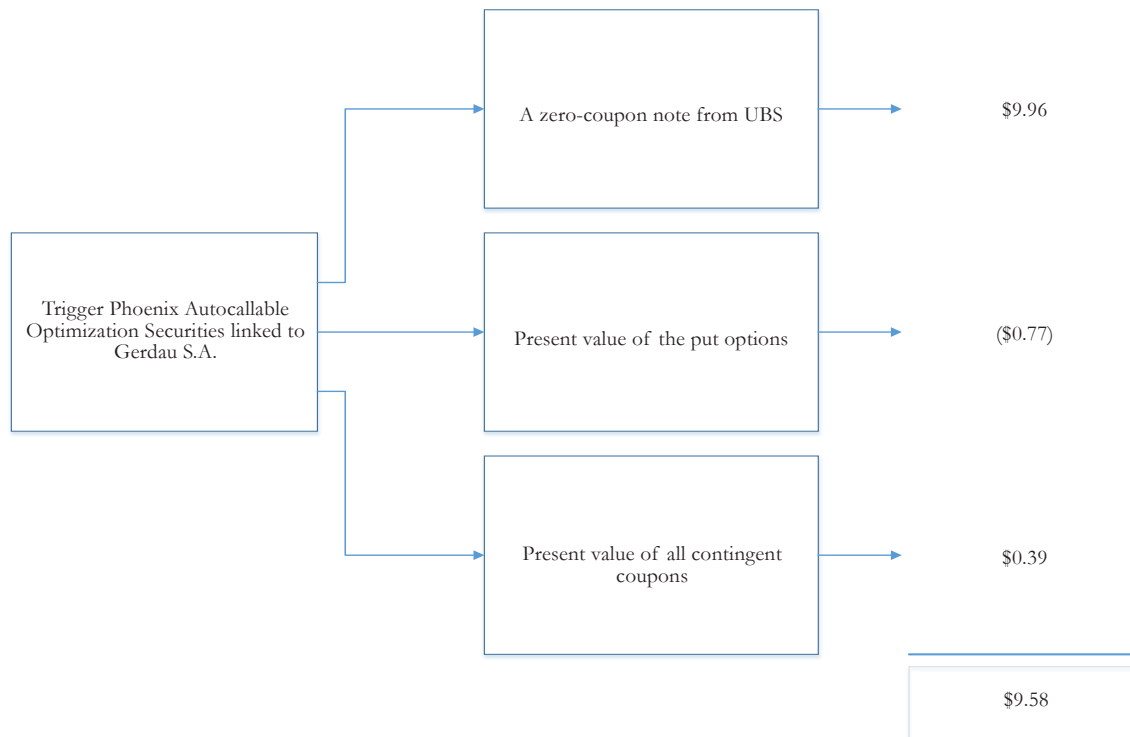 A zero-coupon note from UBS
$9.96
Trigger Phoenix Autocallable
Optimization Securities linked to
Gerdau S.A.
Present value of the put options
($0.77)
Present value of all contingent
coupons
$0.39
$9.58